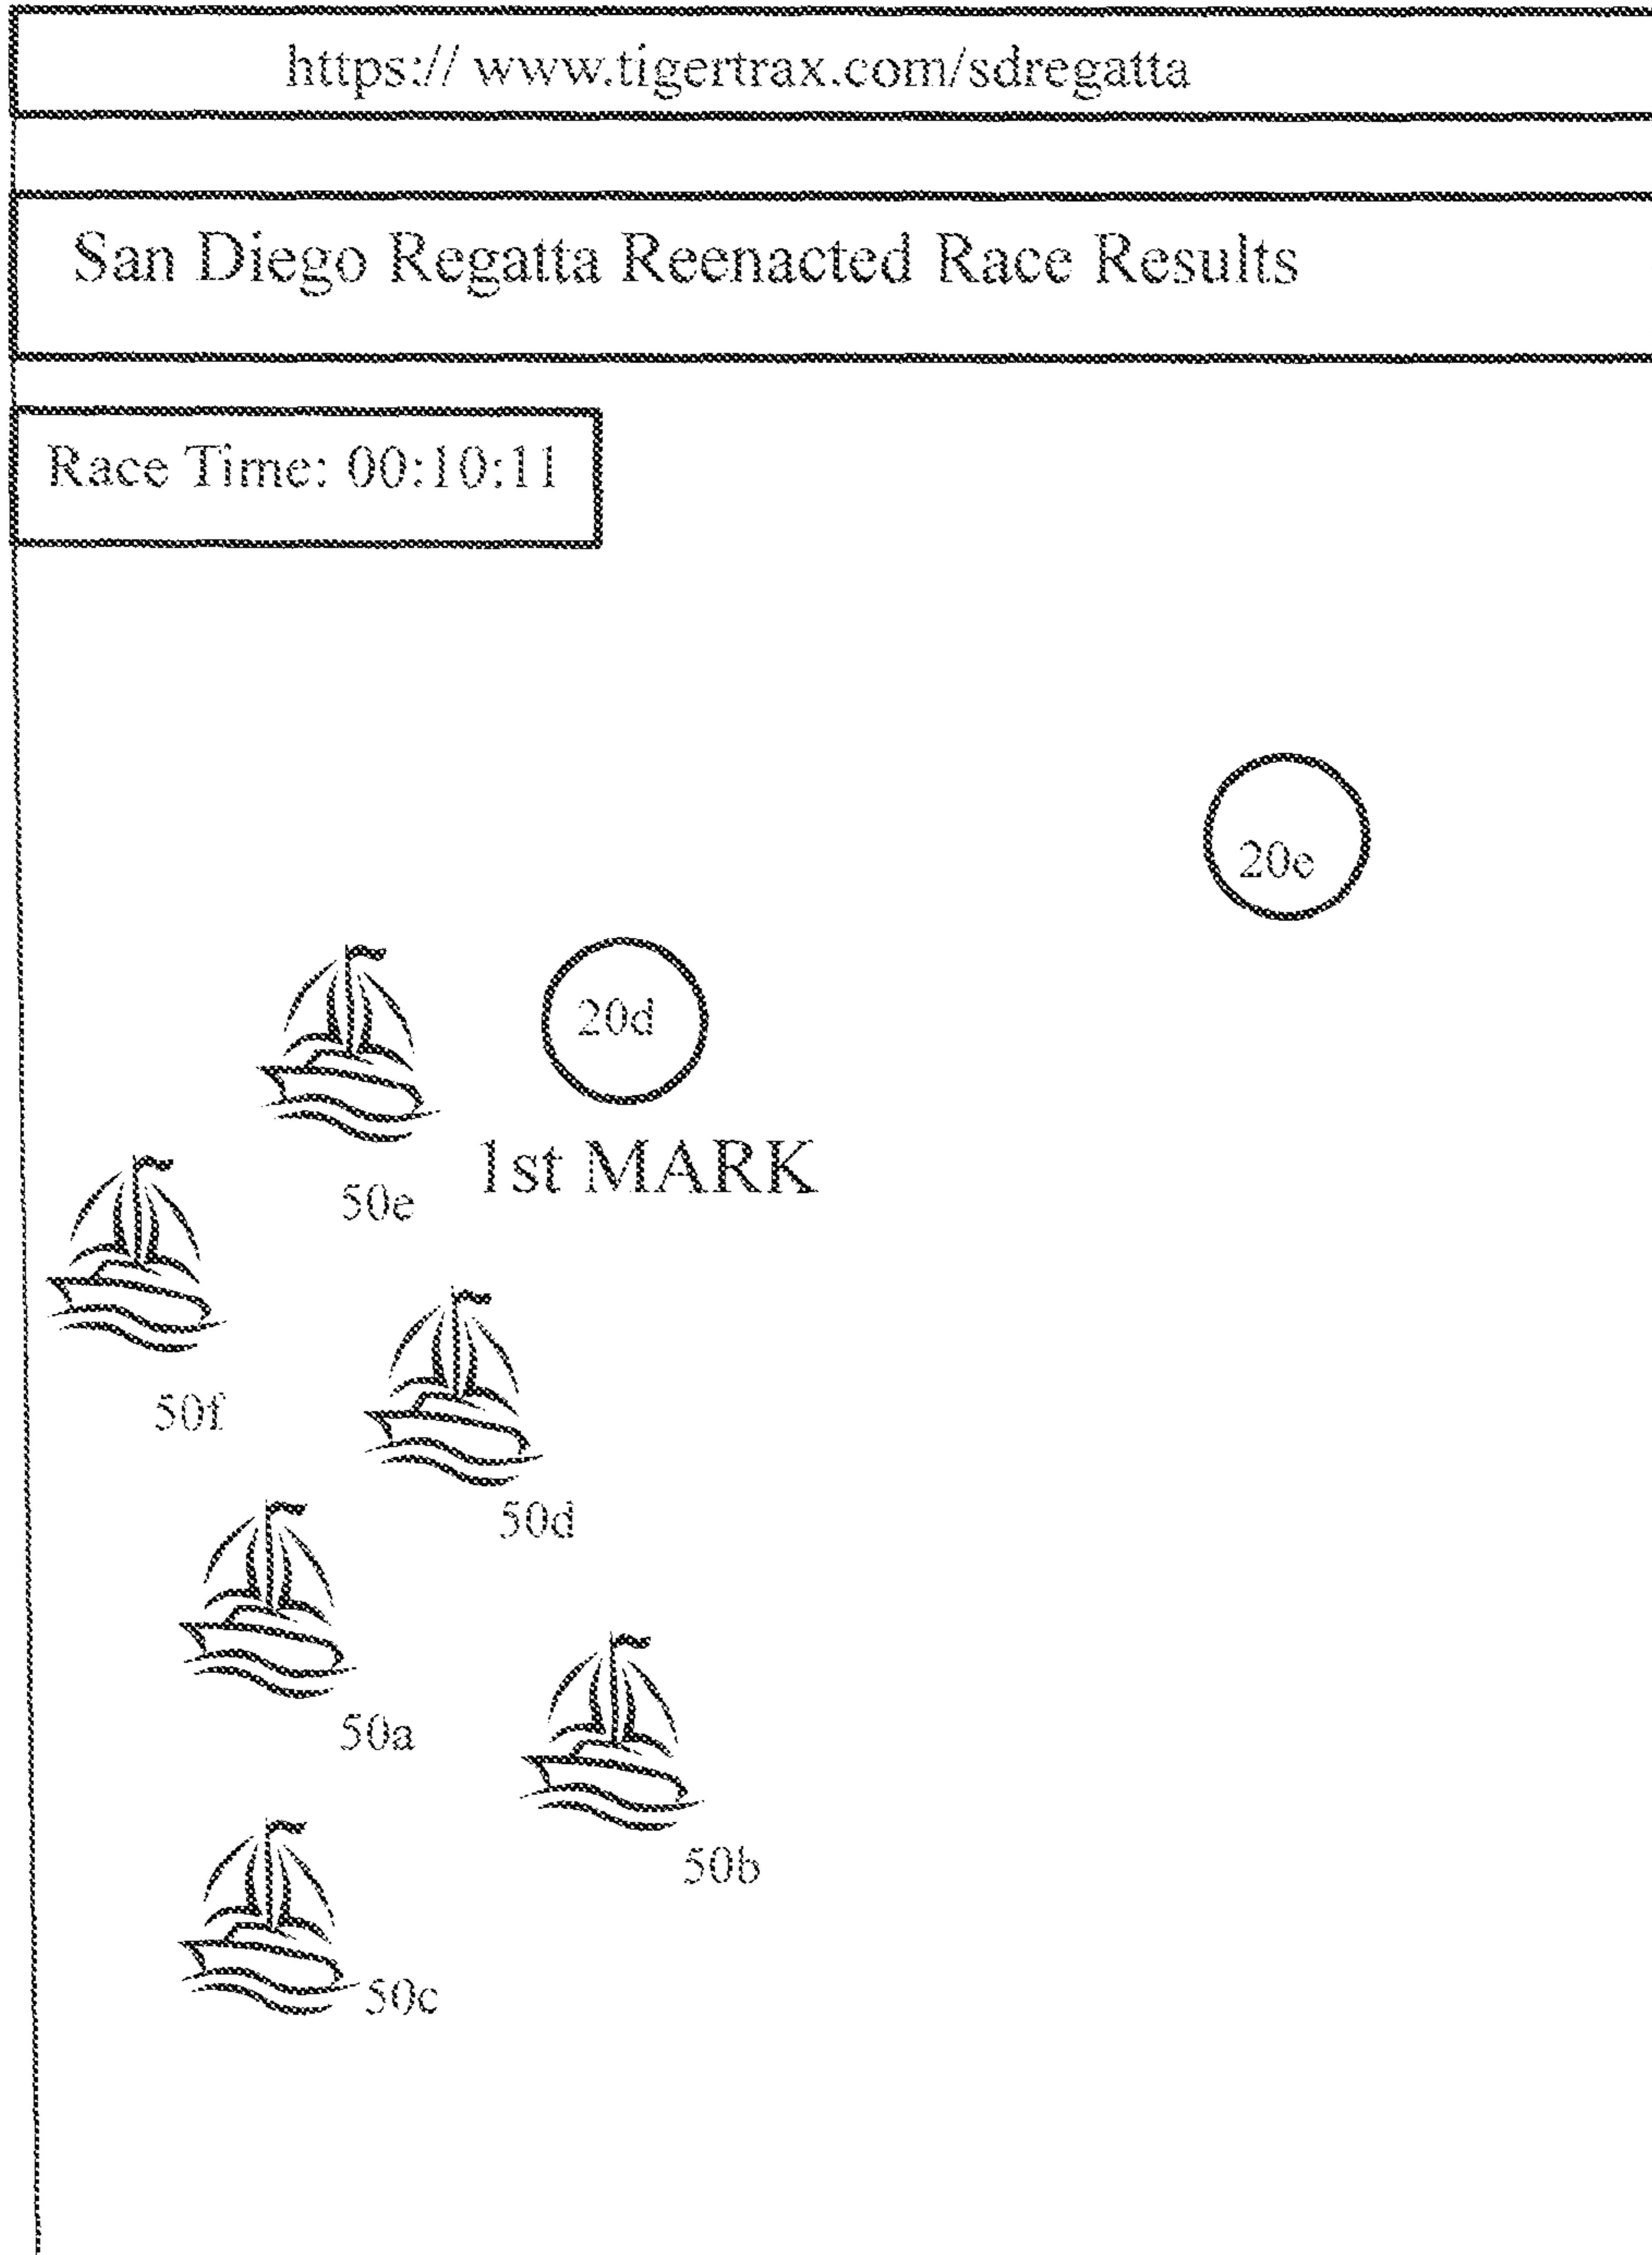 https:// www.tigertrax.com/sdregatta
San Diego Regatta Reenacted Race Results
Race Time: 00:10:11
20e
20d
1st MARK
50e
50f
50d
50a
50b
50c